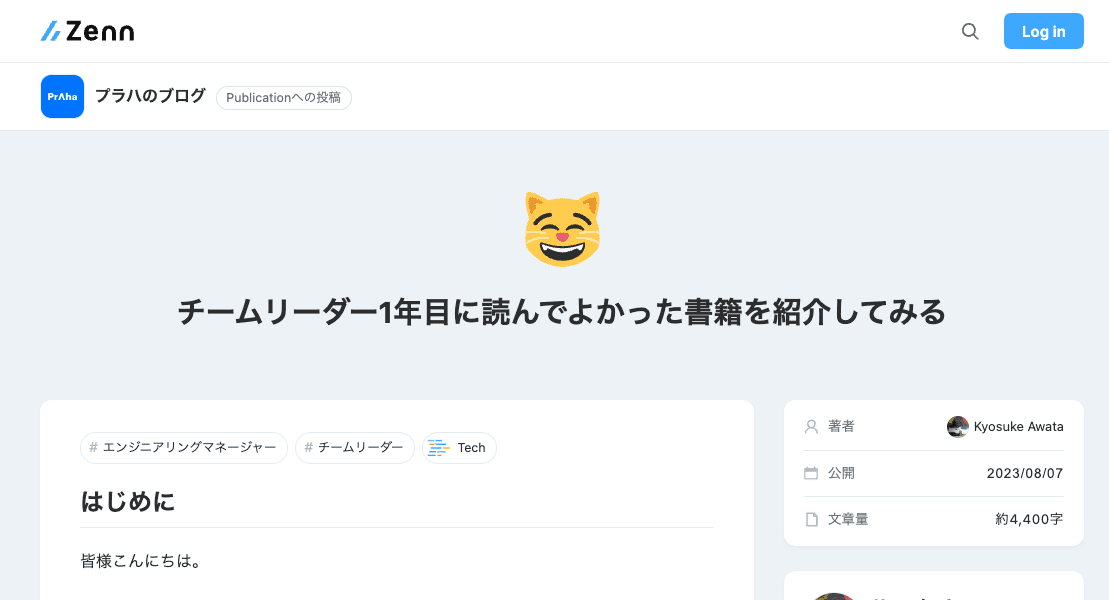 Zenn
Log in
PrAha
プラハのブログ
Publicationへの投稿
チームリーダー1年目に読んでよかった書籍を紹介してみる
# エンジニアリングマネージャー
# チームリーダー
Tech
はじめに
皆様こんにちは。
著者
Kyosuke Awata
公開
2023/08/07
文章量
約4,400字